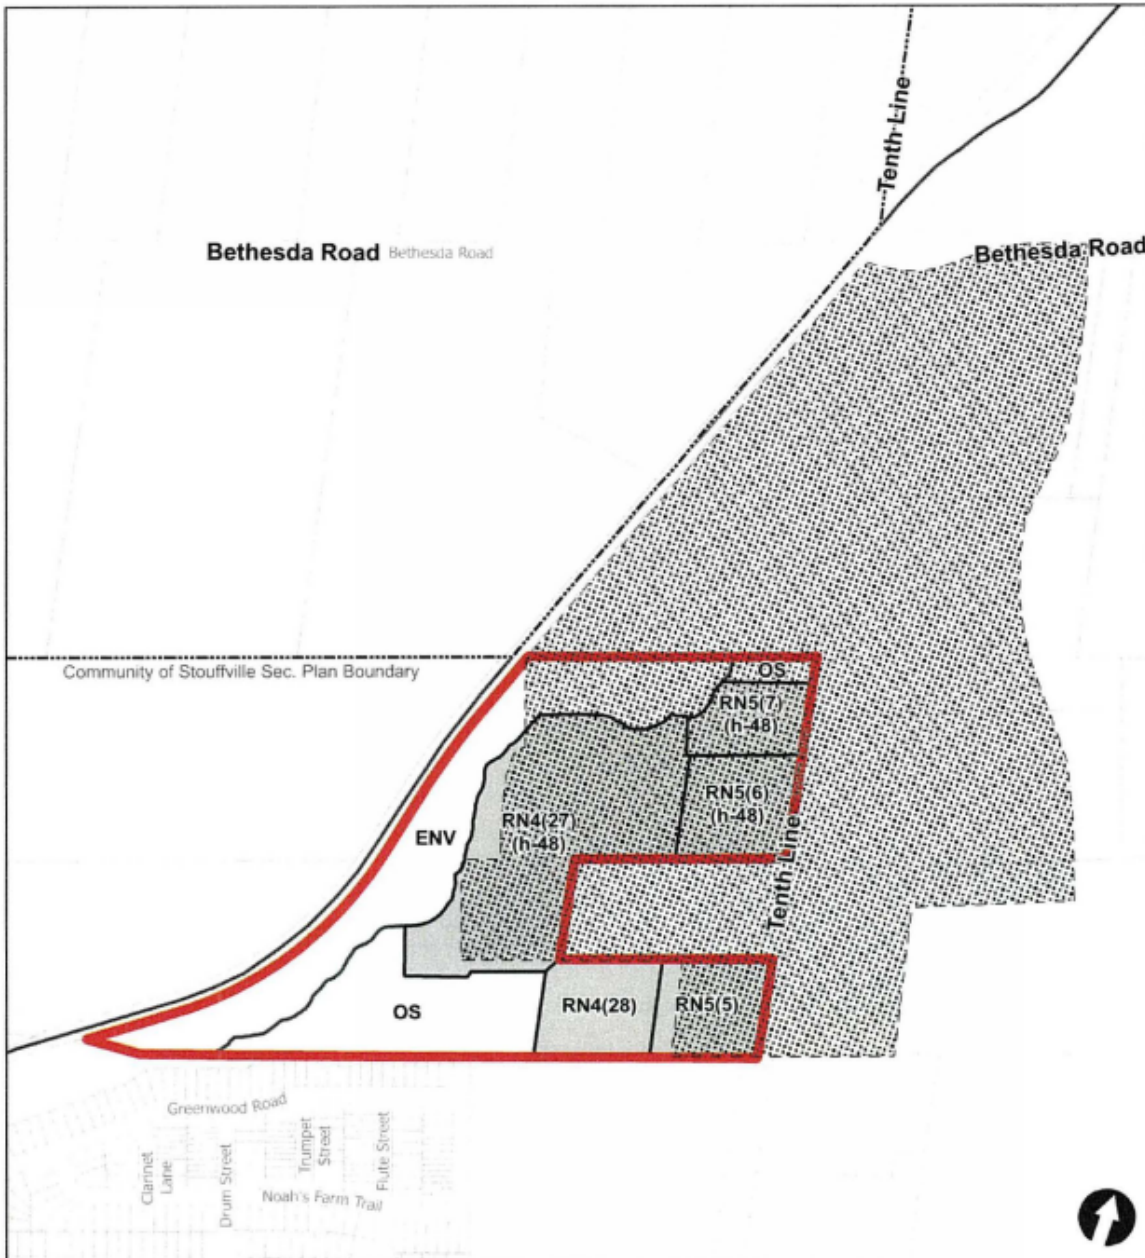 Tenth Line
Bethesda Road Bethesda Road
Bethesda Road
Community of Stouffville Sec. Plan Boundary
OS
RN5(7)
(h-48)
RN5(6)
(h-48)
RN4(27)
(h-48)
ENV
Tenth Line
OS
RN4(28)
RN5(5)
Greenwood Road
Clarinet
Lane
Drum Street
Trumpet
Street
Flute Street
Noah's Farm Trail